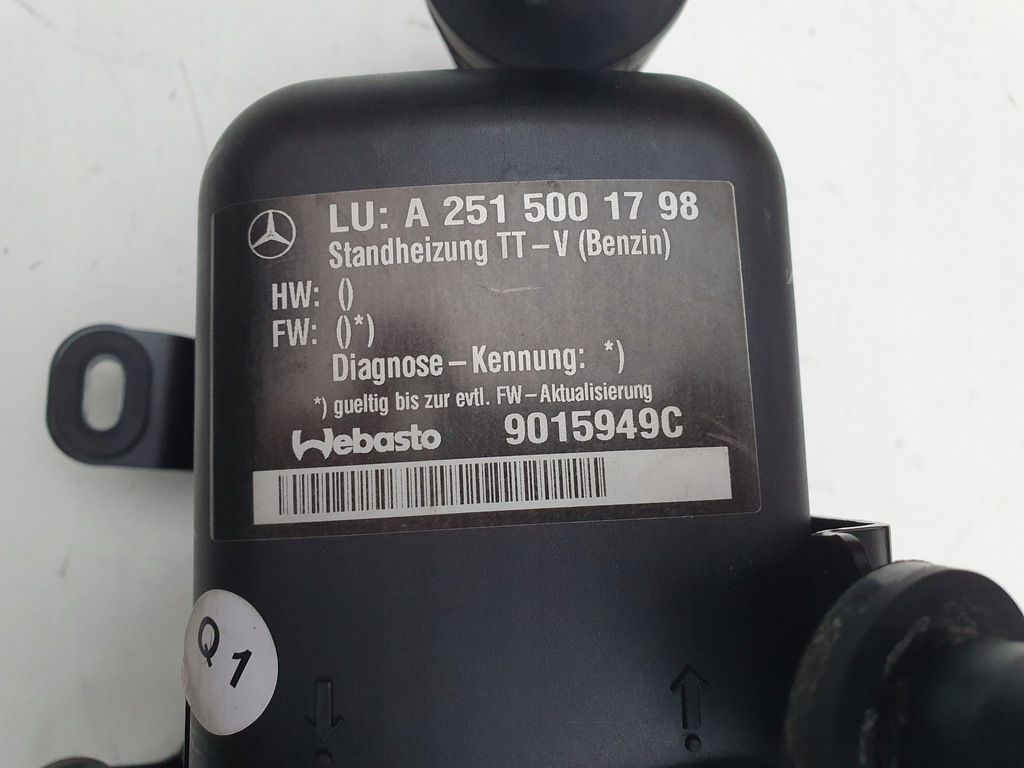 LU: A 251 500 17 98
Standheizung TT-V (Benzin)
HW: ()
FW: ()*)
Diagnose-Kennung: *)
*) gueltig bis zur evtl. FW-Aktualisierung
Webasto 9015949C
Q 1